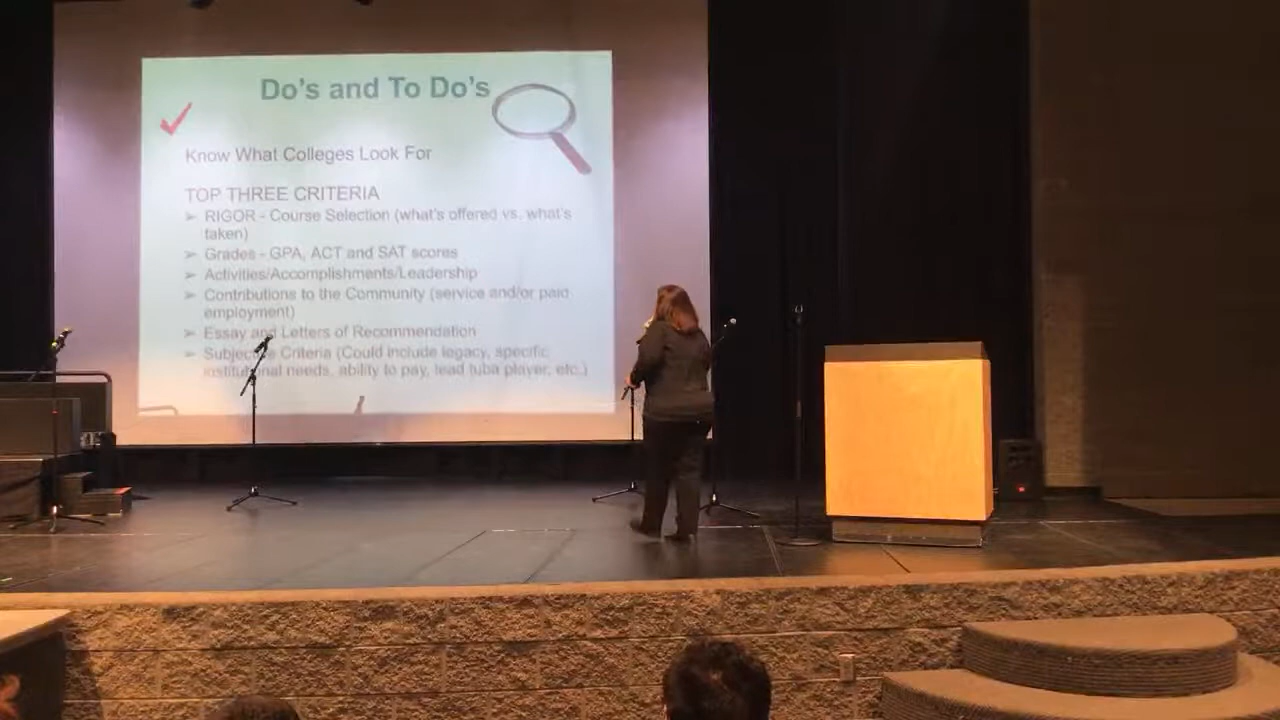 Do's and To Do's
Know What Colleges Look For
TOP THREE CRITERIA
➢ RIGOR - Course Selection (what's offered vs. what's
taken)
➢ Grades - GPA, ACT and SAT scores
➢ Activities/Accomplishments/Leadership
➢ Contributions to the Community (service and/or paid
employment)
➢ Essay and Letters of Recommendation
➢ Subjective Criteria (Could include legacy, specific
institutional needs, ability to pay, lead tuba player, etc.)